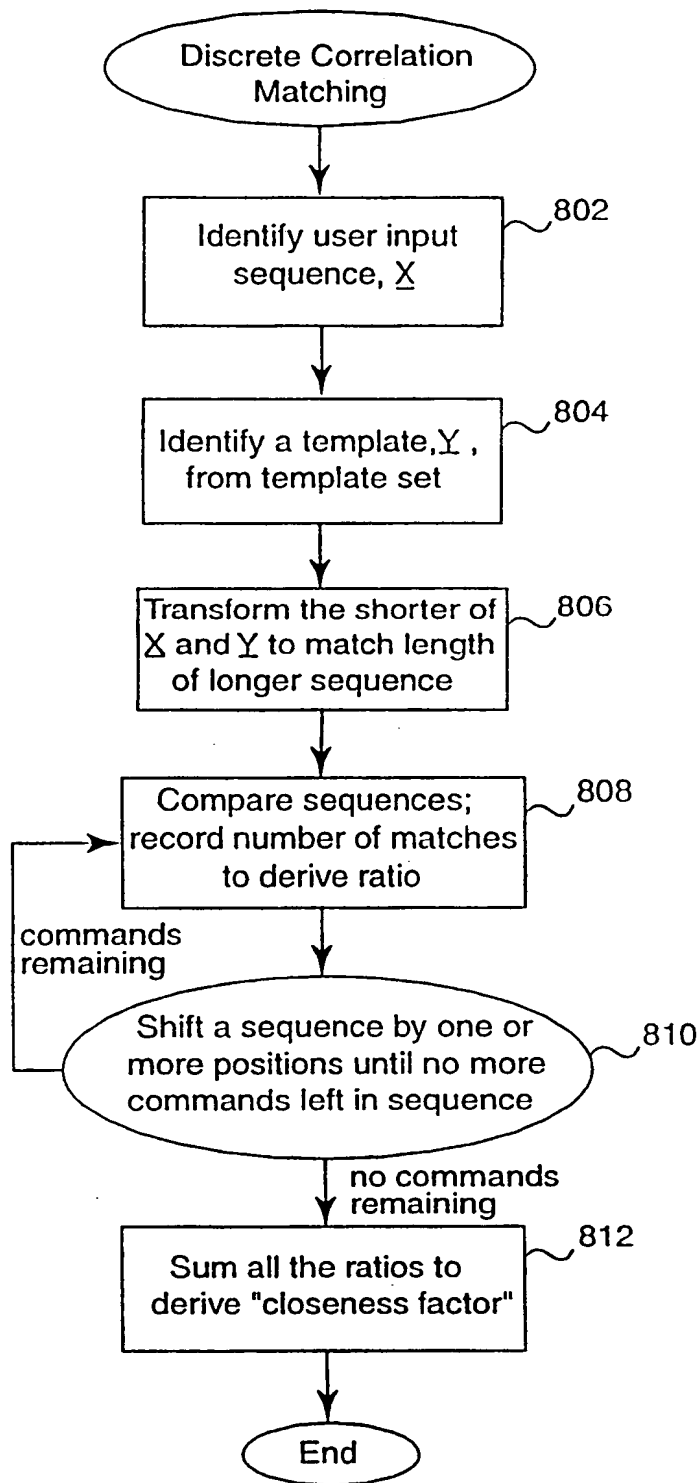 Discrete Correlation
Matching
802
Identify user input
sequence, X
804
Identify a template, Y ,
from template set
806
Transform the shorter of
X and Y to match length
of longer sequence
808
Compare sequences;
record number of matches
to derive ratio
commands
remaining
810
Shift a sequence by one or
more positions until no more
commands left in sequence
no commands
remaining
812
Sum all the ratios to
derive "closeness factor"
End